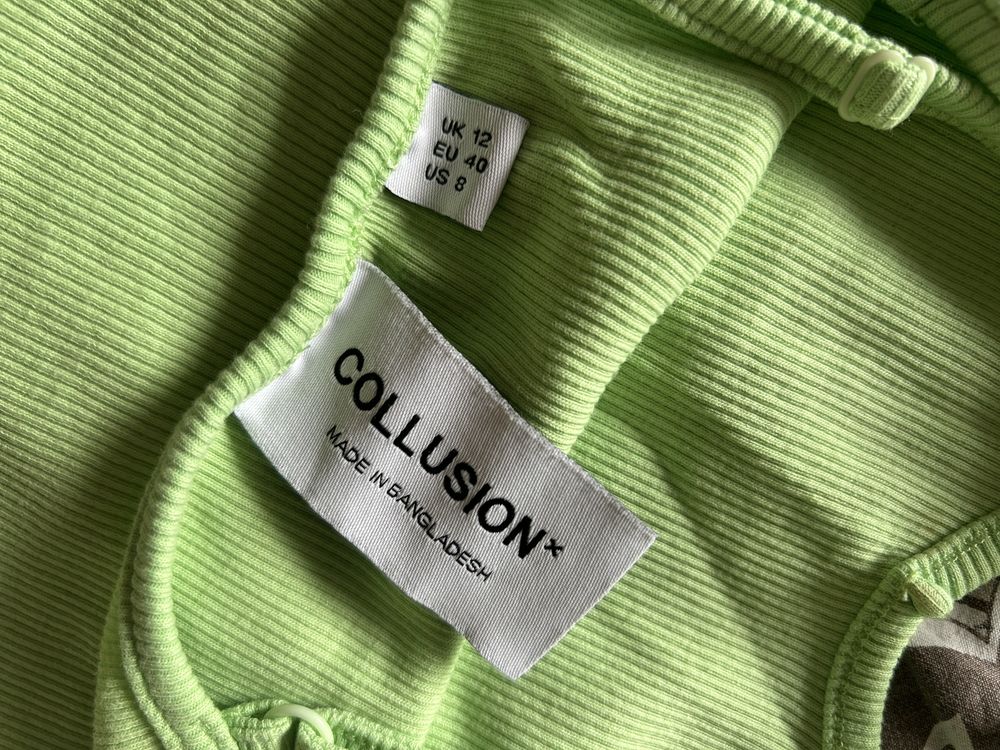 UK 12
EU 40
US 8
COLLUSION×
MADE IN BANGLADESH